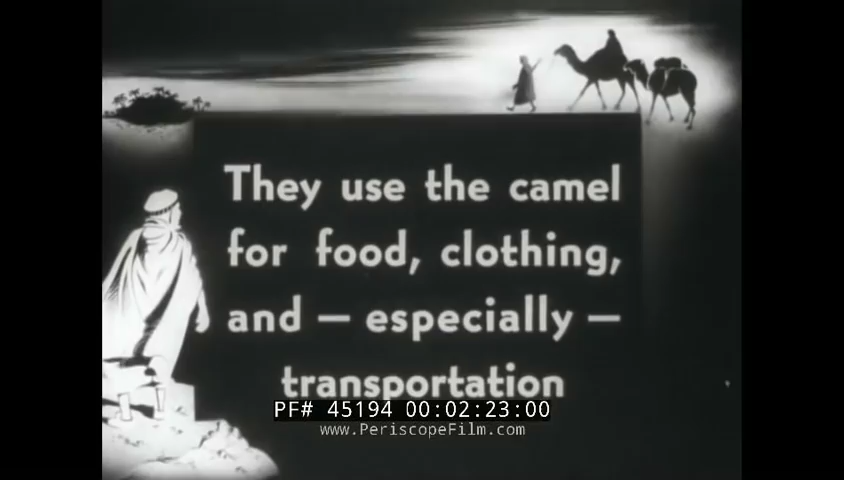 They use the camel
for food, clothing,
and — especially —
transportation
PF# 45194 00:02:23:00
www.PeriscopeFilm.com